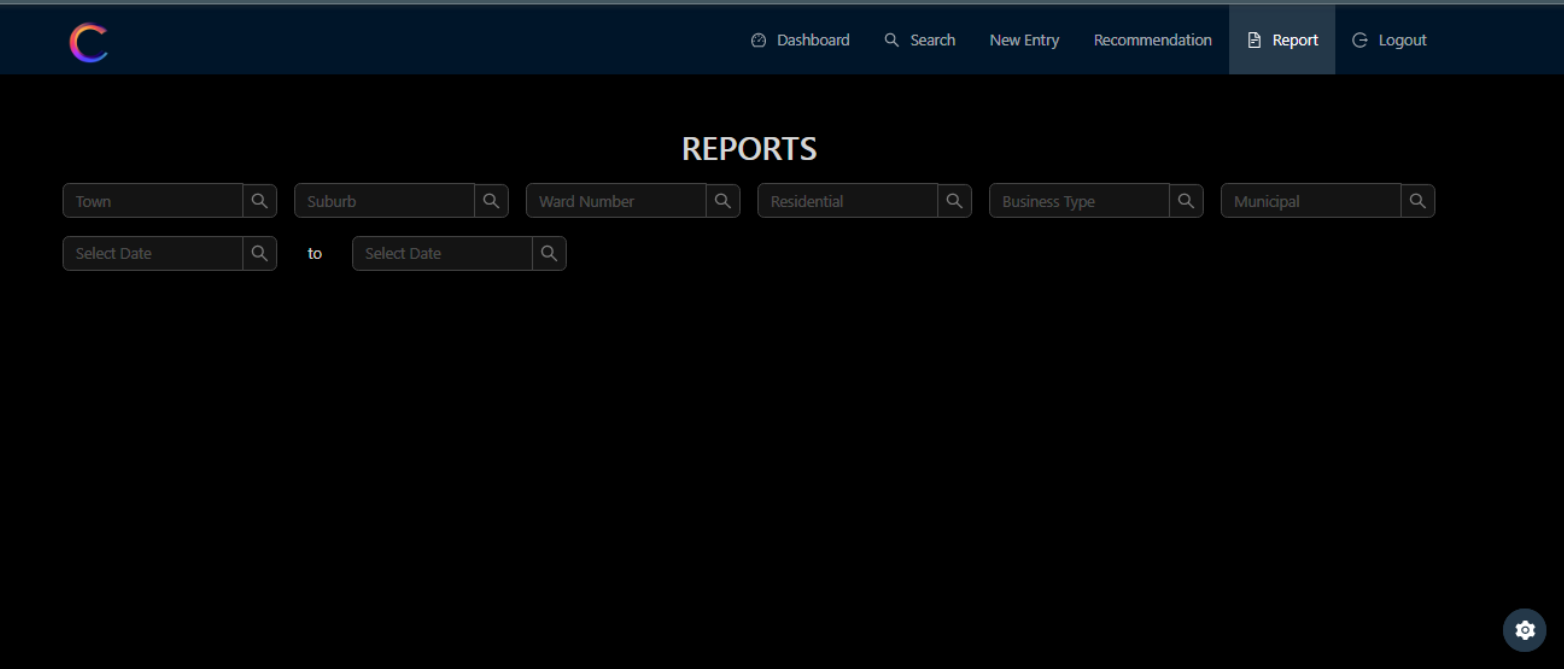 Dashboard Search New Entry Recommendation Report Logout
REPORTS
Town Suburb Ward Number Residential Business Type Municipal
Select Date to Select Date